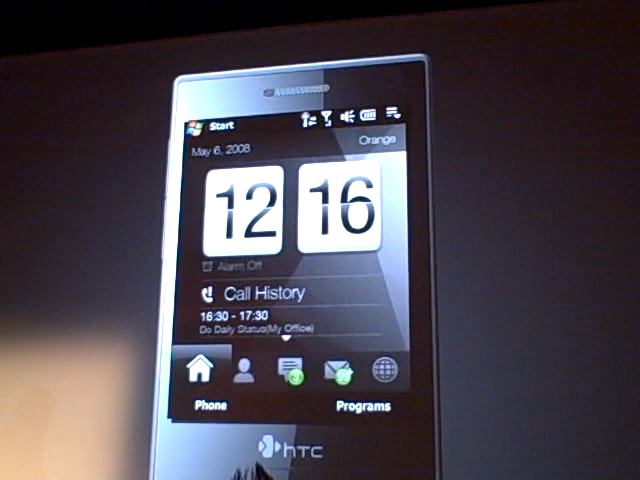 Start
May 6, 2008
Orange
12 16
Alarm Off
Call History
16:30 - 17:30
Do Daily Status(My Office)
Phone
Programs
hTC